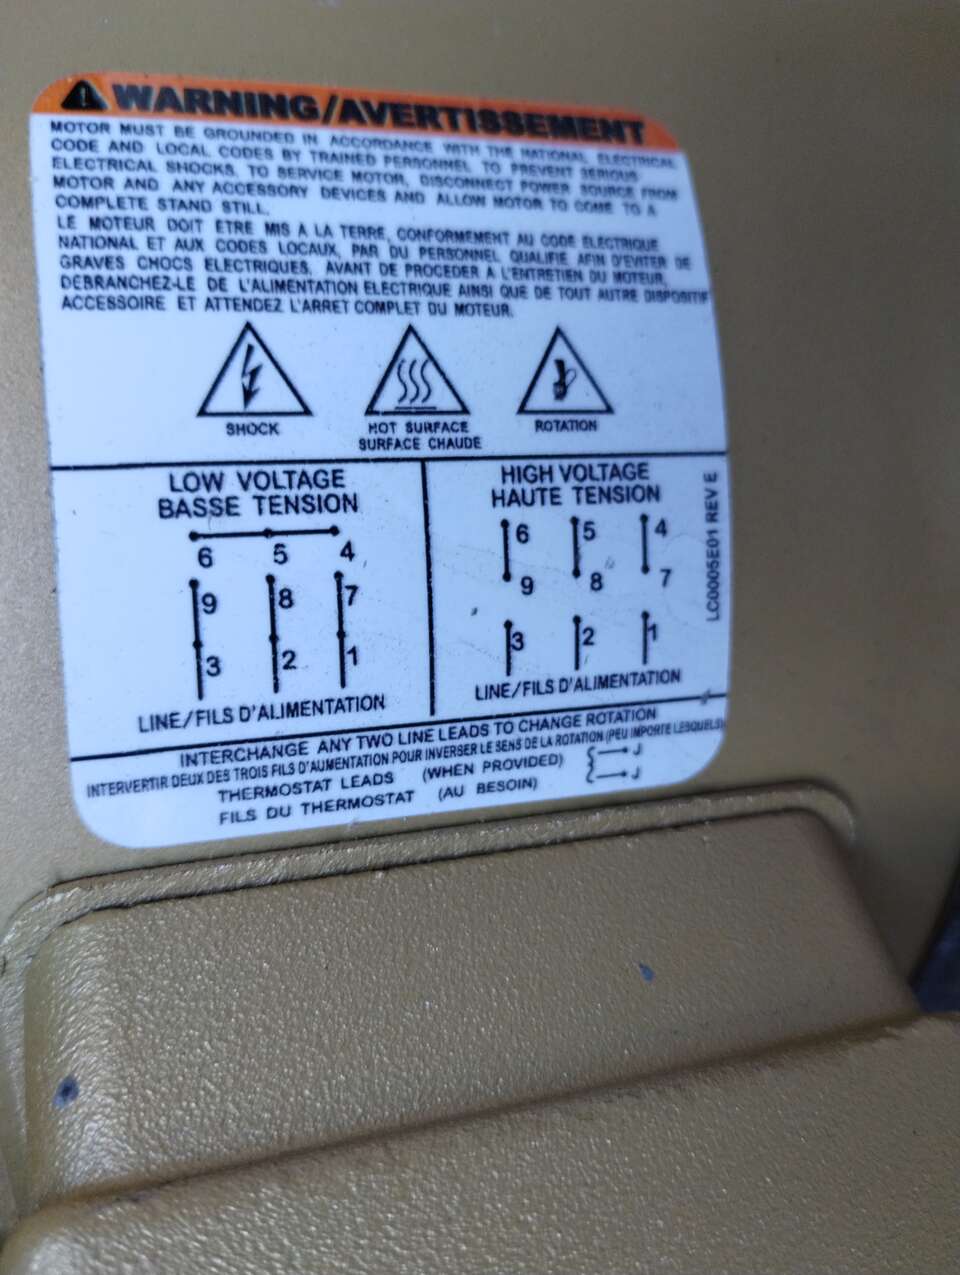 WARNING/AVERTISSEMENT
MOTOR MUST BE GROUNDED IN ACCORDANCE WITH THE NATIONAL ELECTRICAL
CODE AND LOCAL CODES BY TRAINED PERSONNEL TO PREVENT SERIOUS
ELECTRICAL SHOCKS. TO SERVICE MOTOR, DISCONNECT POWER SOURCE FROM
MOTOR AND ANY ACCESSORY DEVICES AND ALLOW MOTOR TO COME TO A
COMPLETE STAND STILL.
LE MOTEUR DOIT ETRE MIS A LA TERRE, CONFORMEMENT AU CODE ELECTRIQUE
NATIONAL ET AUX CODES LOCAUX, PAR DU PERSONNEL QUALIFIE AFIN D'EVITER DE
GRAVES CHOCS ELECTRIQUES. AVANT DE PROCEDER A L'ENTRETIEN DU MOTEUR,
DEBRANCHEZ-LE DE L'ALIMENTATION ELECTRIQUE AINSI QUE DE TOUT AUTRE DISPOSITIF
ACCESSOIRE ET ATTENDEZ L'ARRET COMPLET DU MOTEUR.
SHOCK
HOT SURFACE
SURFACE CHAUDE
ROTATION
LOW VOLTAGE
BASSE TENSION
6 5 4
9 8 7
3 2 1
LINE/FILS D'ALIMENTATION
HIGH VOLTAGE
HAUTE TENSION
6 5 4
9 8 7
3 2 1
LINE/FILS D'ALIMENTATION
LC0005E01 REV E
INTERCHANGE ANY TWO LINE LEADS TO CHANGE ROTATION
INTERVERTIR DEUX DES TROIS FILS D'AUMENTATION POUR INVERSER LE SENS DE LA ROTATION (PEU IMPORTE LESQUELS)
THERMOSTAT LEADS (WHEN PROVIDED) J
FILS DU THERMOSTAT (AU BESOIN) J